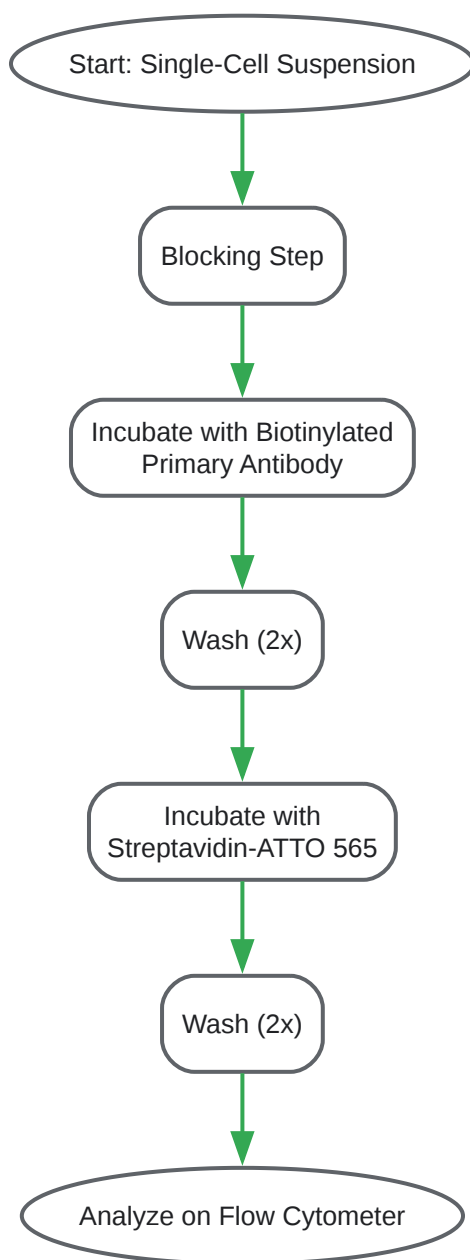 Start: Single-Cell Suspension
Blocking Step
Incubate with Biotinylated
Primary Antibody
Wash (2x)
Incubate with
Streptavidin-ATTO 565
Wash (2x)
Analyze on Flow Cytometer